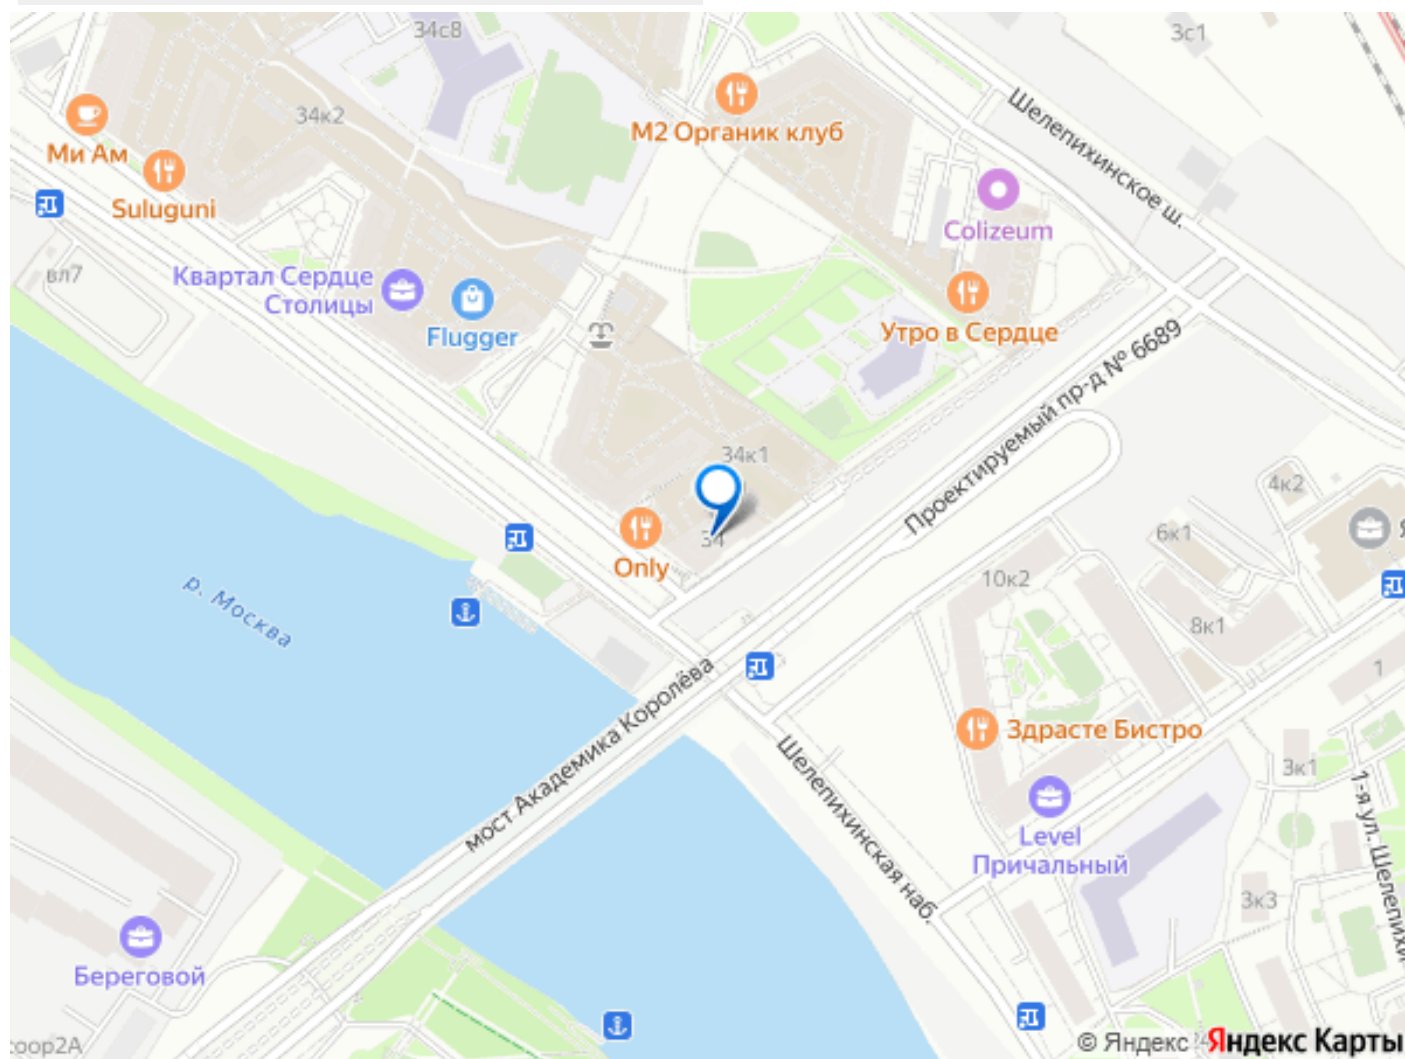 34с8
3с1
34к2
М2 Органик клуб
Шелепихинское ш.
Ми Ам
Suluguni
Colizeum
вл7
Квартал Сердце
Столицы
Flugger
Утро в Сердце
Проектируемый пр-д № 6689
34к1
34
Only
4к2
6к1
Я
10к2
8к1
р. Москва
1
мост Академика Королёва
Здрасте Бистро
Шелепихинская наб.
3к1
1-я ул. Шелепихи
Level
Причальный
3к3
Береговой
соор2А
© Яндекс
Яндекс Карты